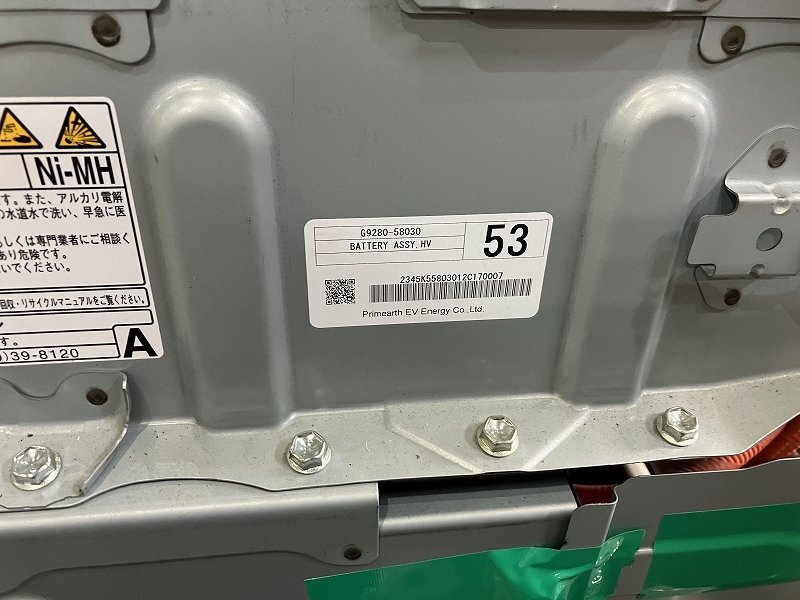 Ni-MH
す。また、アルカリ電解
の水道水で洗い、早急に医
もしくは専門業者にご相談く
あり危険です。
いでください。
回収・リサイクルマニュアルをご覧ください。
す。
)39-8120
A
G9280-58030
BATTERY ASSY,HV
53
2345K55803012C170007
Primearth EV Energy Co.,Ltd.